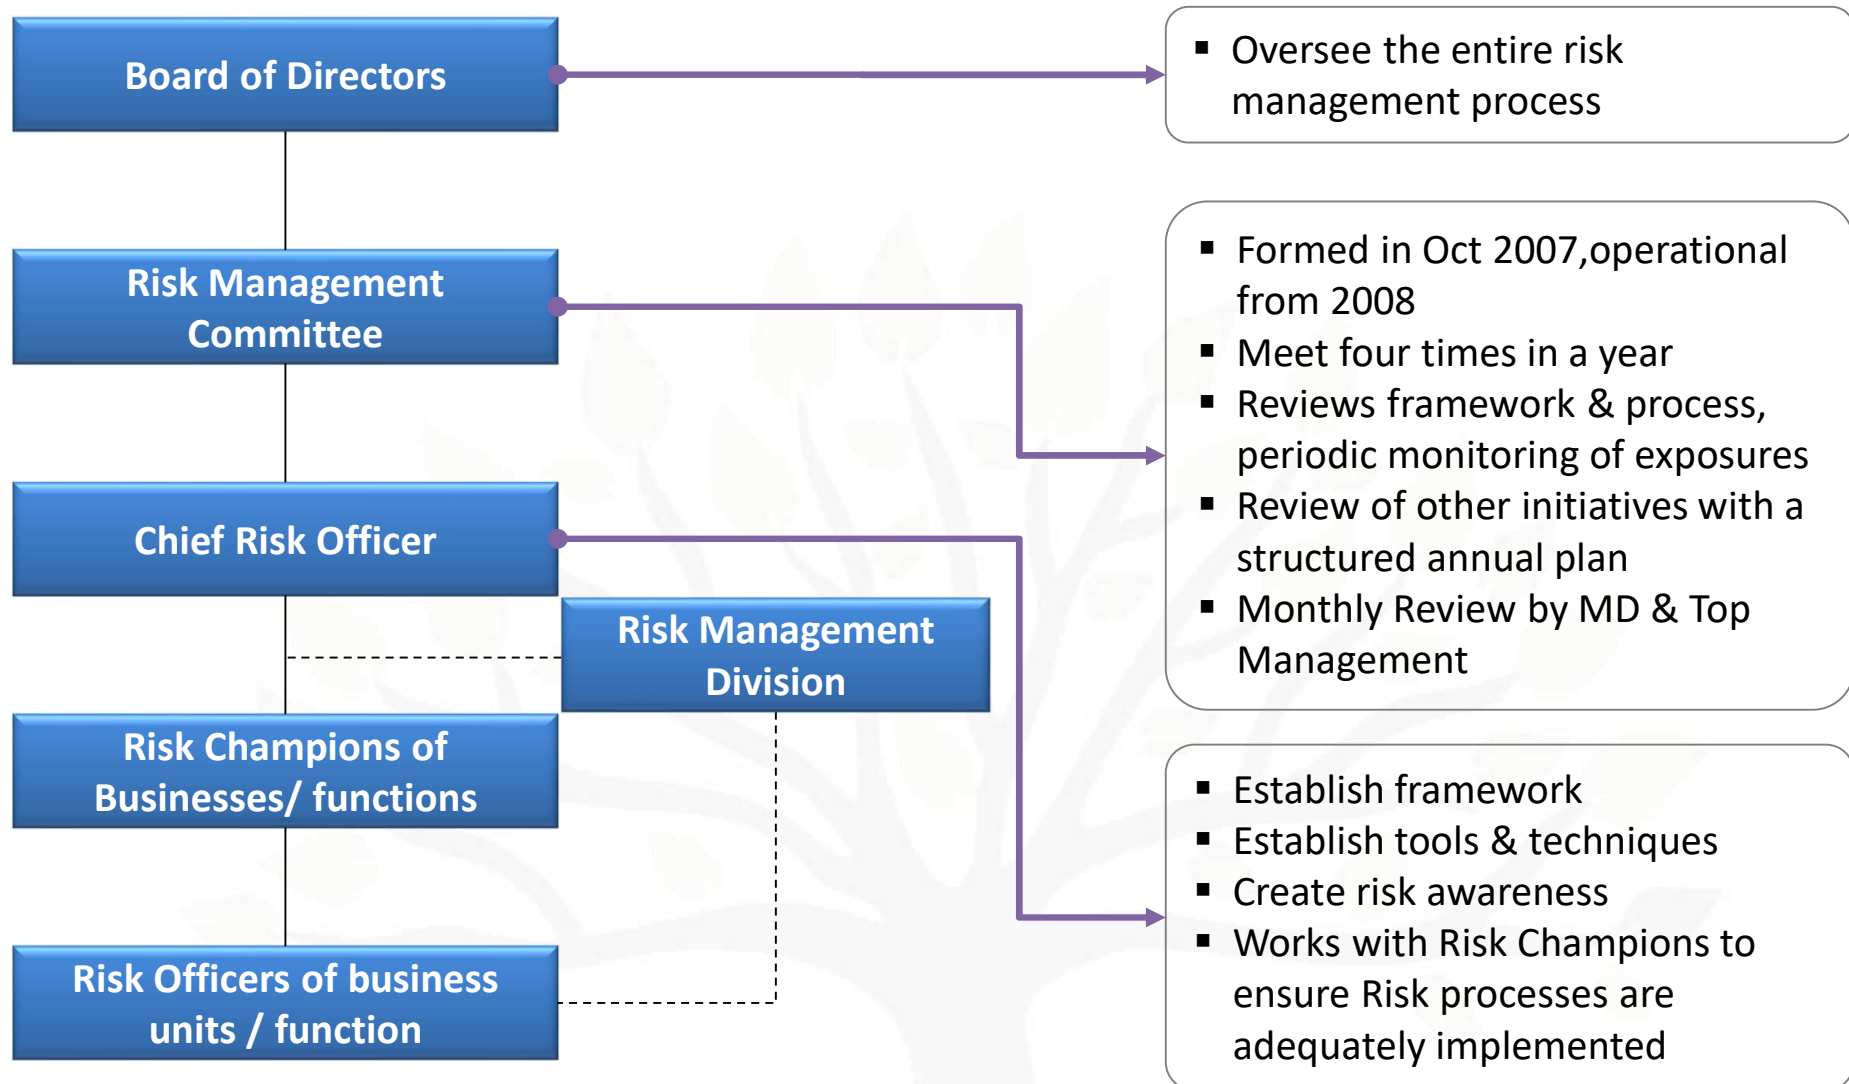 Board of Directors
▪ Oversee the entire risk
management process
Risk Management
Committee
▪ Formed in Oct 2007,operational
from 2008
▪ Meet four times in a year
▪ Reviews framework & process,
periodic monitoring of exposures
▪ Review of other initiatives with a
structured annual plan
▪ Monthly Review by MD & Top
Management
Chief Risk Officer
Risk Management
Division
▪ Establish framework
▪ Establish tools & techniques
▪ Create risk awareness
▪ Works with Risk Champions to
ensure Risk processes are
adequately implemented
Risk Champions of
Businesses/ functions
Risk Officers of business
units / function